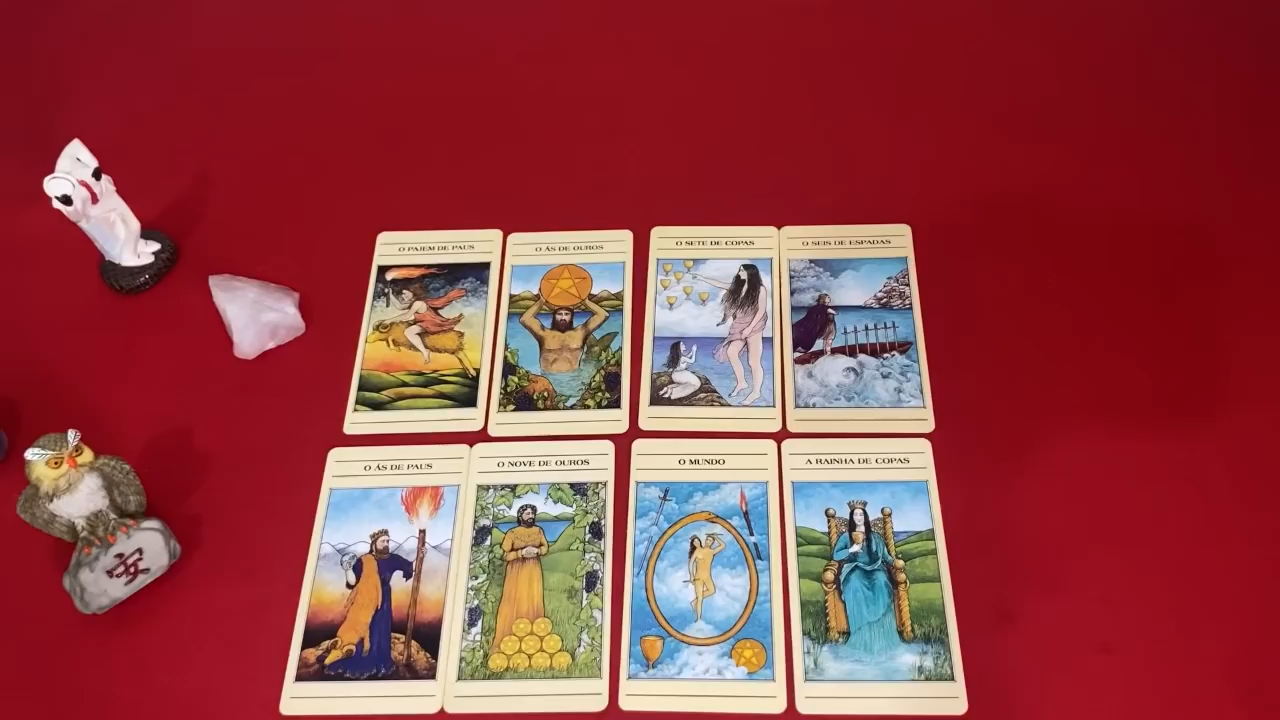 O PAJEM DE PAUS
O ÁS DE OUROS
O SETE DE COPAS
O SEIS DE ESPADAS
O ÁS DE PAUS
O NOVE DE OUROS
O MUNDO
A RAINHA DE COPAS
安